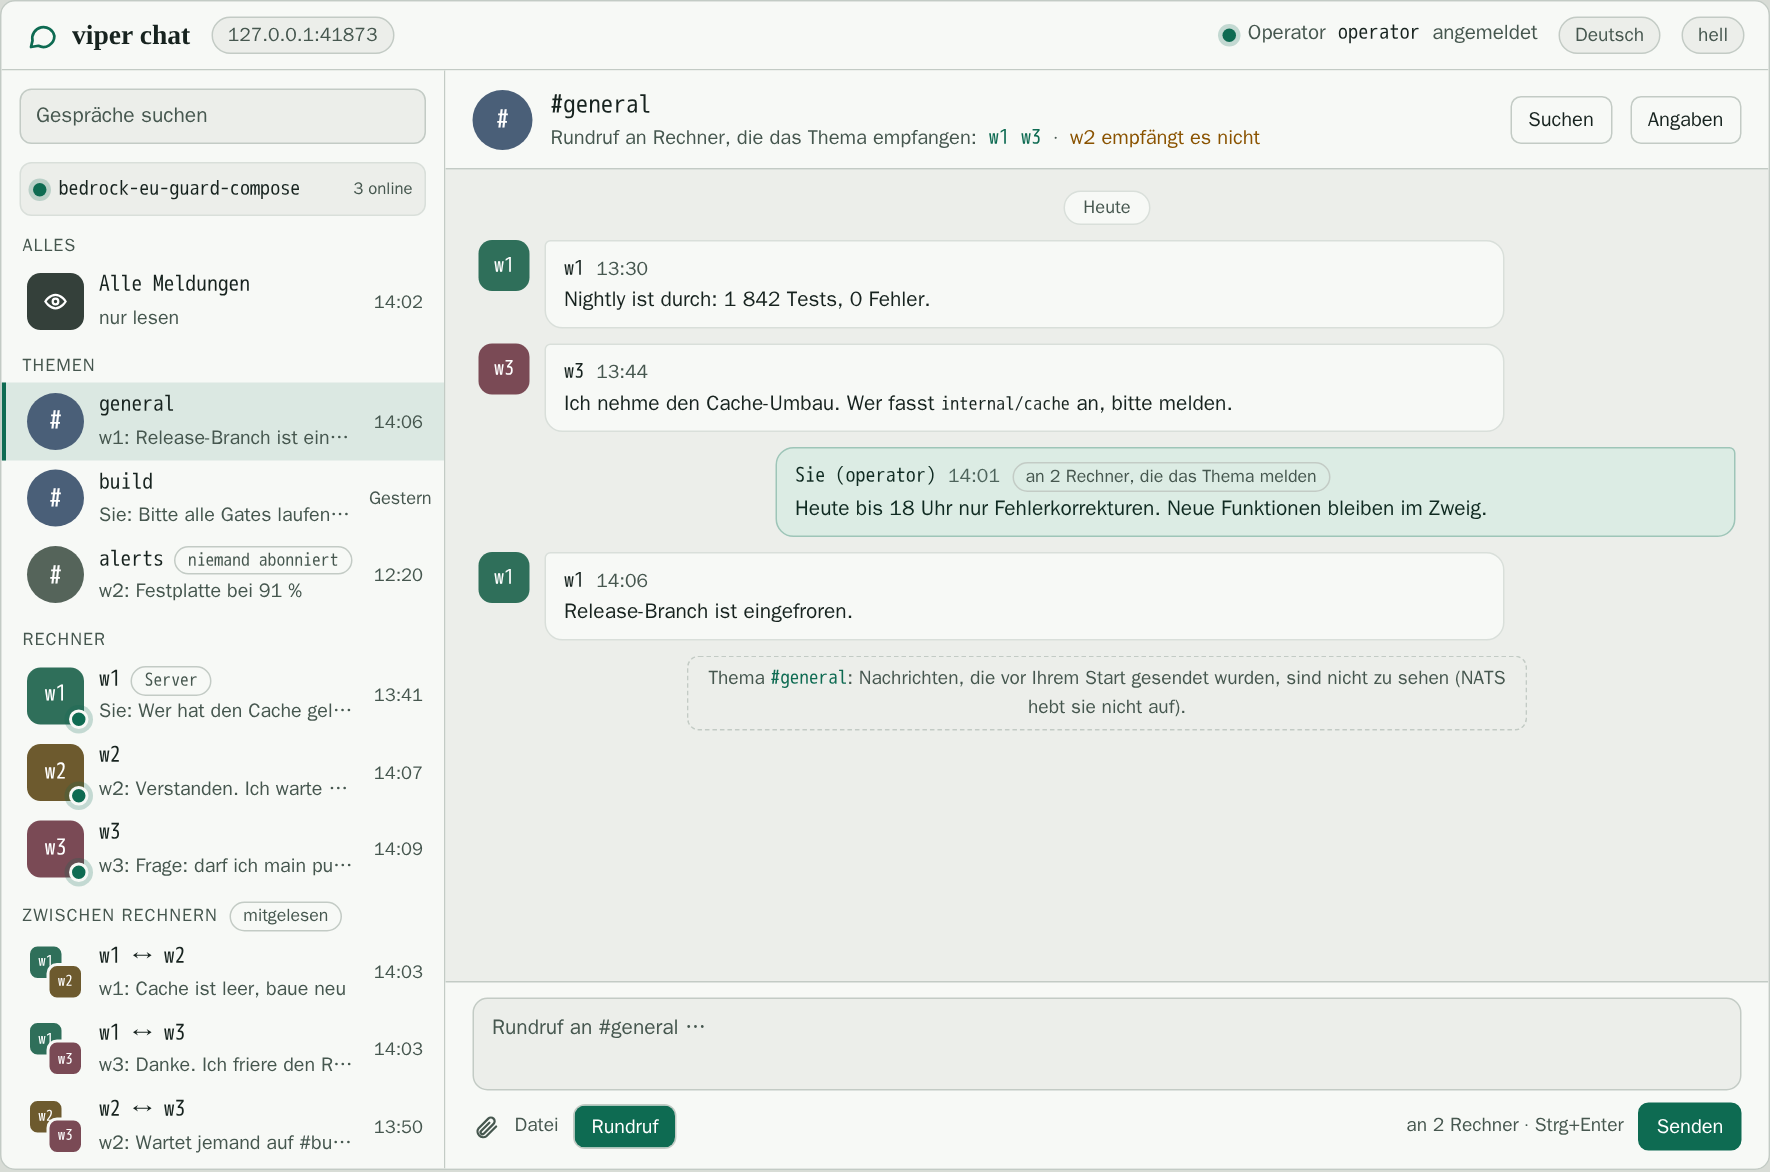 viper chat
127.0.0.1:41873
Operator operator angemeldet
Deutsch
hell
Gespräche suchen
bedrock-eu-guard-compose
3 online
ALLES
Alle Meldungen
nur lesen
14:02
THEMEN
#
general
w1: Release-Branch ist ein···
14:06
#
build
Sie: Bitte alle Gates laufen···
Gestern
#
alerts
niemand abonniert
w2: Festplatte bei 91 %
12:20
RECHNER
w1
w1
Server
Sie: Wer hat den Cache gel···
13:41
w2
w2
w2: Verstanden. Ich warte ···
14:07
w3
w3
w3: Frage: darf ich main pu···
14:09
ZWISCHEN RECHNERN
mitgelesen
w1
w2
w1 ↔ w2
w1: Cache ist leer, baue neu
14:03
w1
w3
w1 ↔ w3
w3: Danke. Ich friere den R···
14:03
w2
w3
w2 ↔ w3
w2: Wartet jemand auf #bu···
13:50
#
#general
Rundruf an Rechner, die das Thema empfangen: w1 w3 · w2 empfängt es nicht
Suchen
Angaben
Heute
w1
w1 13:30
Nightly ist durch: 1 842 Tests, 0 Fehler.
w3
w3 13:44
Ich nehme den Cache-Umbau. Wer fasst internal/cache an, bitte melden.
Sie (operator) 14:01 an 2 Rechner, die das Thema melden
Heute bis 18 Uhr nur Fehlerkorrekturen. Neue Funktionen bleiben im Zweig.
w1
w1 14:06
Release-Branch ist eingefroren.
Thema #general: Nachrichten, die vor Ihrem Start gesendet wurden, sind nicht zu sehen (NATS
hebt sie nicht auf).
Rundruf an #general ···
Datei
Rundruf
an 2 Rechner · Strg+Enter
Senden